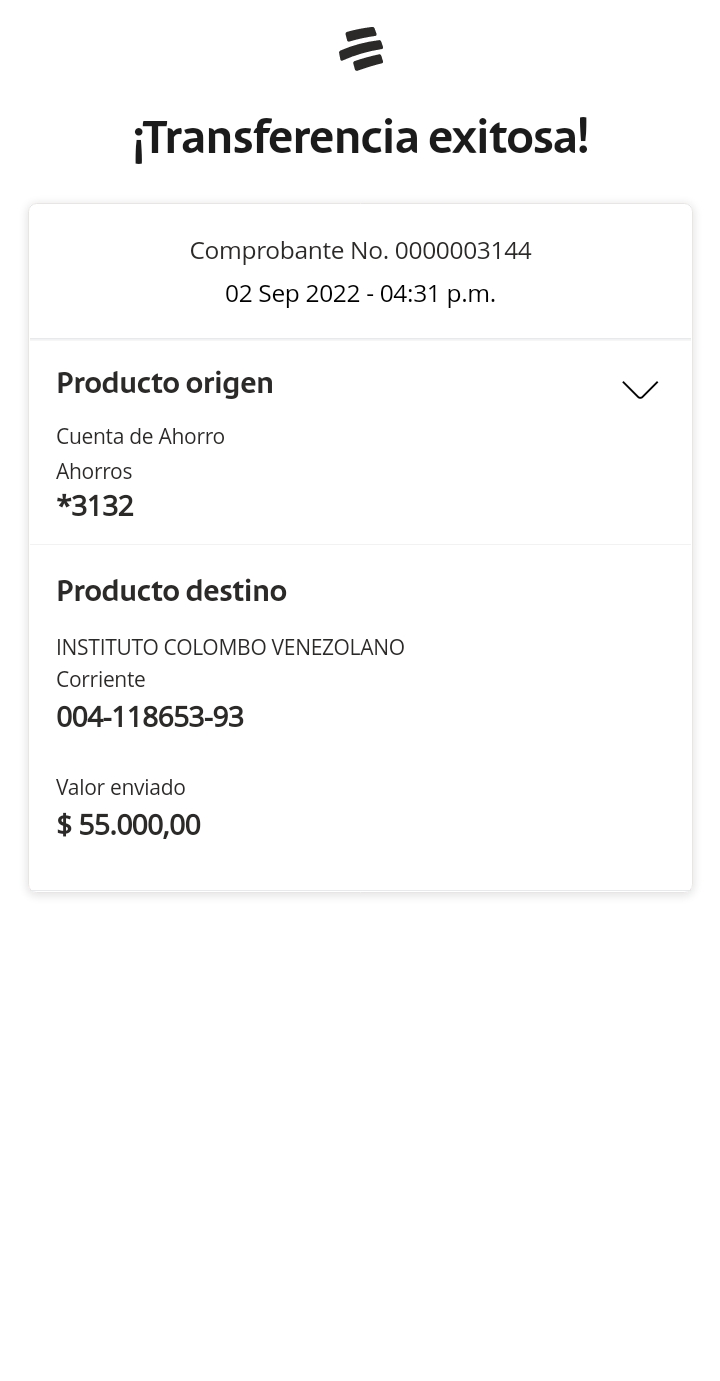 ¡Transferencia exitosa!
Comprobante No. 0000003144
02 Sep 2022 - 04:31 p.m.
Producto origen
Cuenta de Ahorro
Ahorros
*3132
Producto destino
INSTITUTO COLOMBO VENEZOLANO
Corriente
004-118653-93
Valor enviado
$ 55.000,00